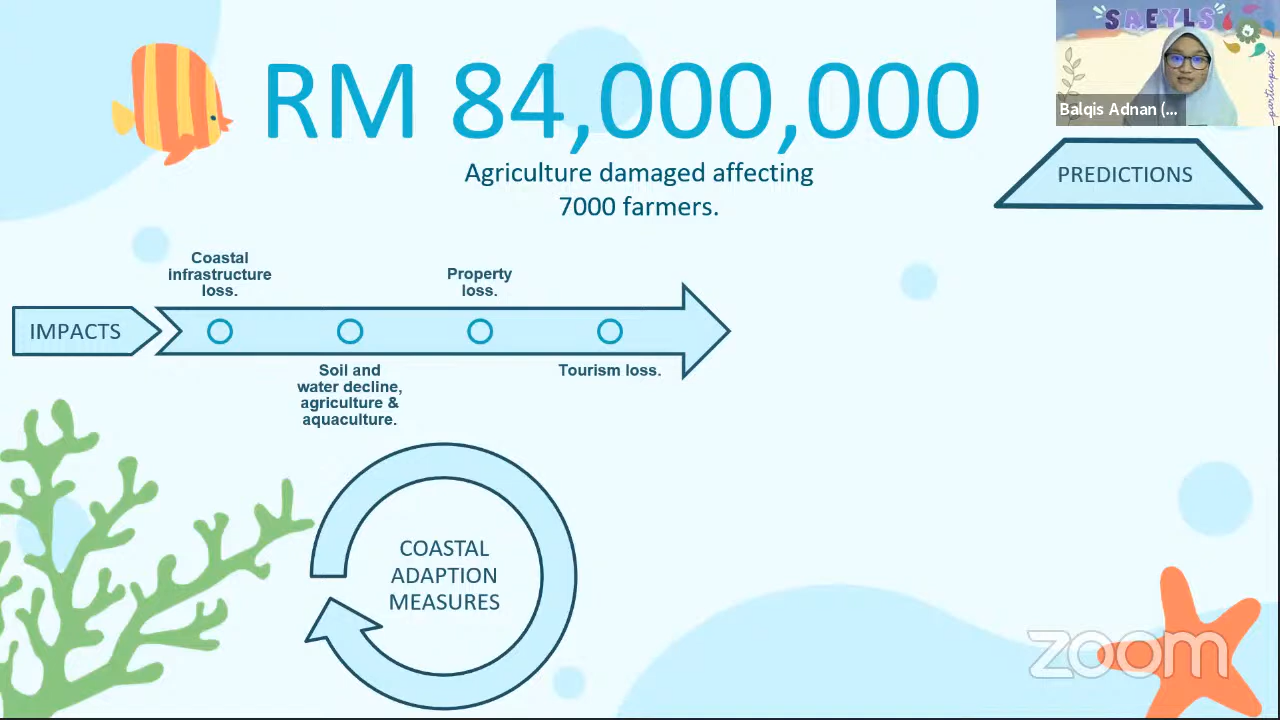 SAEYLS
participant
Balqis Adnan (...
RM 84,000,000
Agriculture damaged affecting
7000 farmers.
PREDICTIONS
Coastal
infrastructure
loss.
Property
loss.
IMPACTS
Soil and
water decline,
agriculture &
aquaculture.
Tourism loss.
COASTAL
ADAPTION
MEASURES
zoom